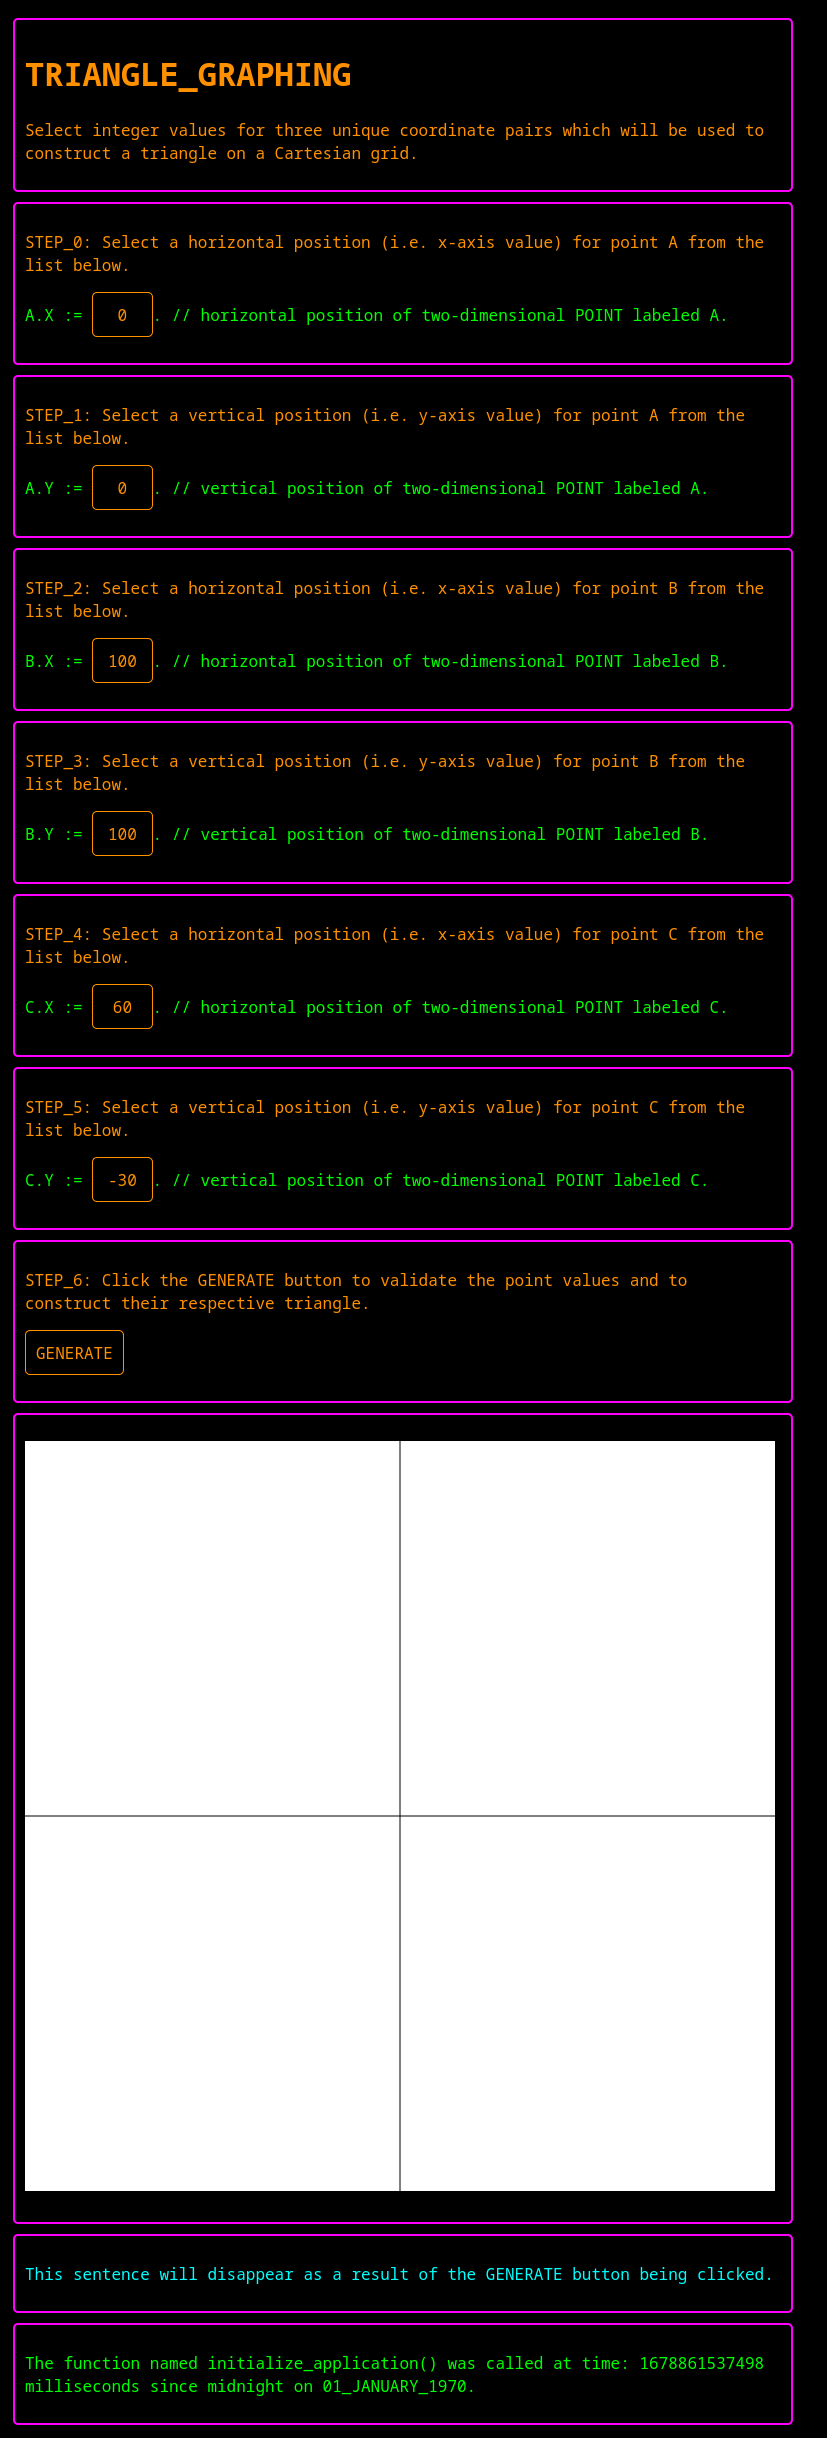 TRIANGLE_GRAPHING
Select integer values for three unique coordinate pairs which will be used to
construct a triangle on a Cartesian grid.
STEP_0: Select a horizontal position (i.e. x-axis value) for point A from the
list below.
A.X := 0. // horizontal position of two-dimensional POINT labeled A.
STEP_1: Select a vertical position (i.e. y-axis value) for point A from the
list below.
A.Y := 0. // vertical position of two-dimensional POINT labeled A.
STEP_2: Select a horizontal position (i.e. x-axis value) for point B from the
list below.
B.X := 100. // horizontal position of two-dimensional POINT labeled B.
STEP_3: Select a vertical position (i.e. y-axis value) for point B from the
list below.
B.Y := 100. // vertical position of two-dimensional POINT labeled B.
STEP_4: Select a horizontal position (i.e. x-axis value) for point C from the
list below.
C.X := 60. // horizontal position of two-dimensional POINT labeled C.
STEP_5: Select a vertical position (i.e. y-axis value) for point C from the
list below.
C.Y := -30. // vertical position of two-dimensional POINT labeled C.
STEP_6: Click the GENERATE button to validate the point values and to
construct their respective triangle.
GENERATE
This sentence will disappear as a result of the GENERATE button being clicked.
The function named initialize_application() was called at time: 1678861537498
milliseconds since midnight on 01_JANUARY_1970.